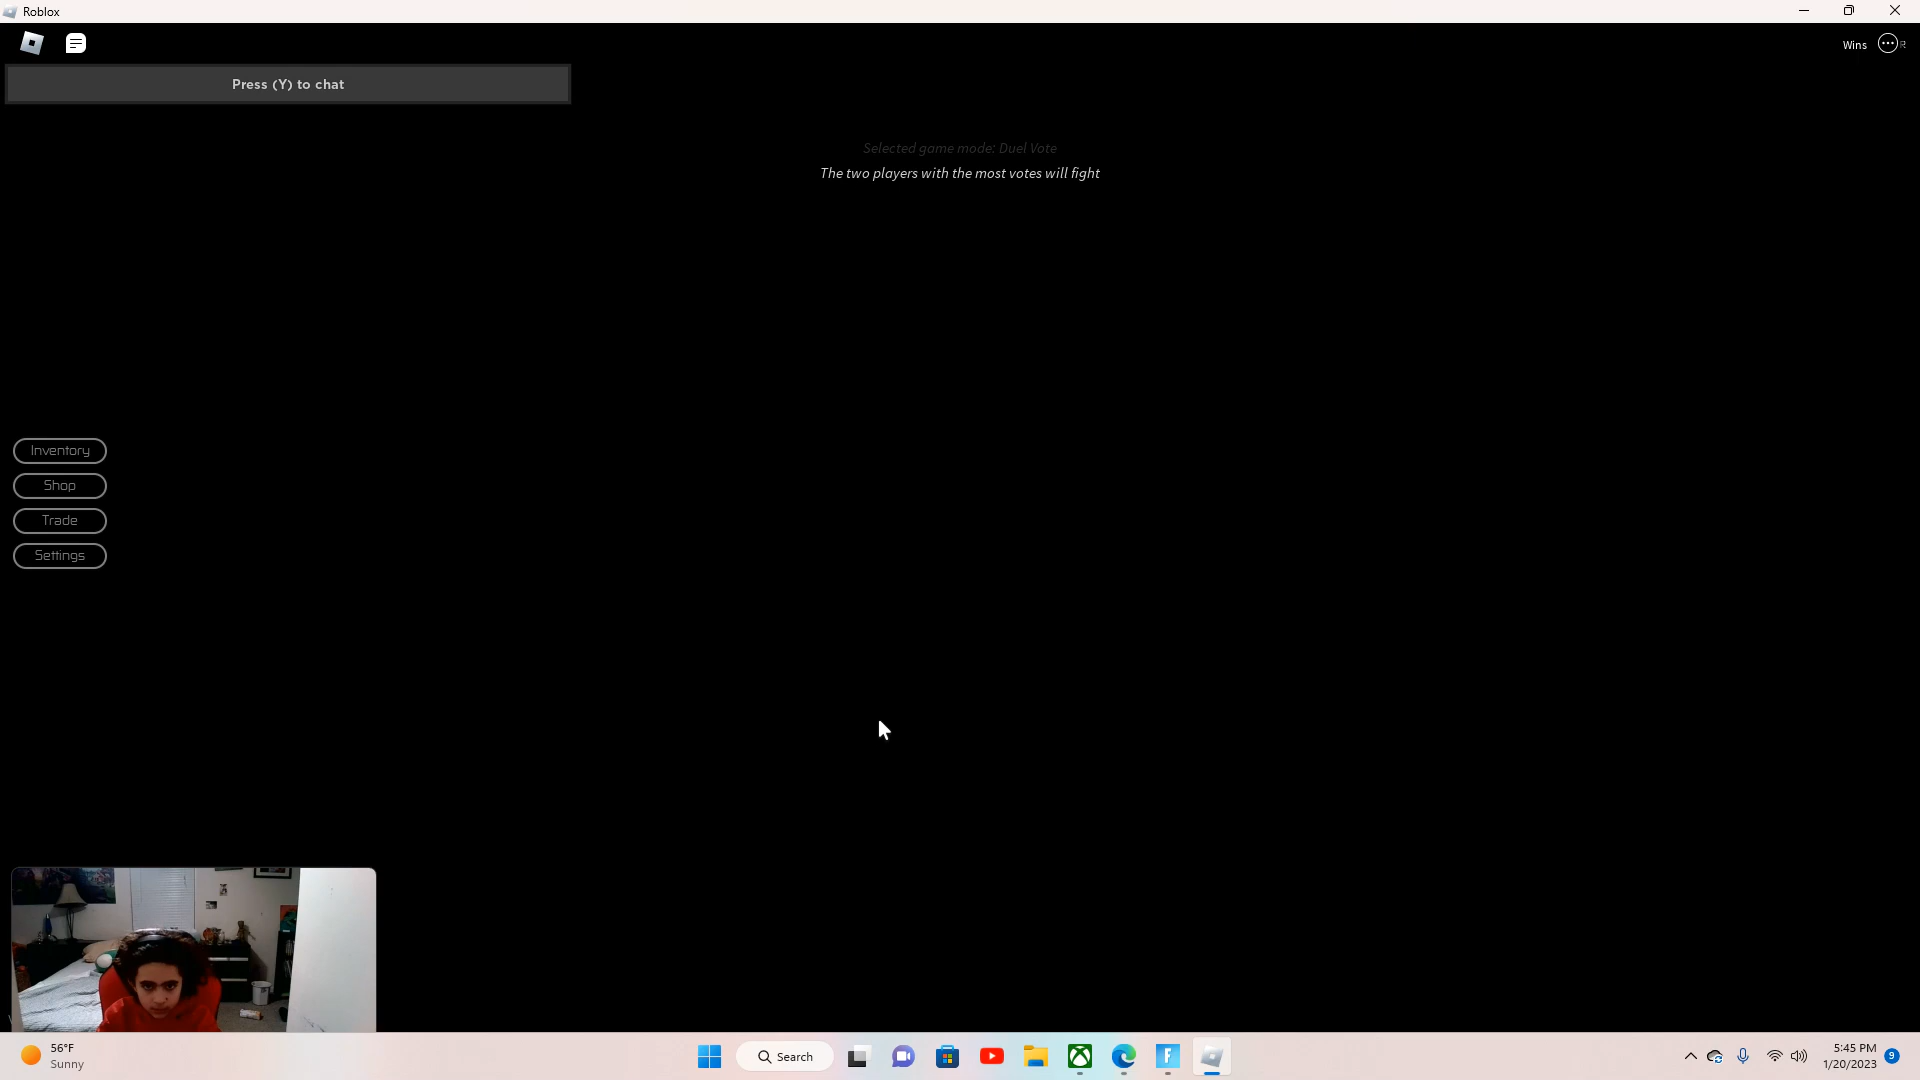 Roblox
Wins
R
Press (Y) to chat
Selected game mode: Duel Vote
The two players with the most votes will fight
Inventory
Shop
Trade
Settings
56°F
Sunny
Search
F
5:45 PM
1/20/2023
9